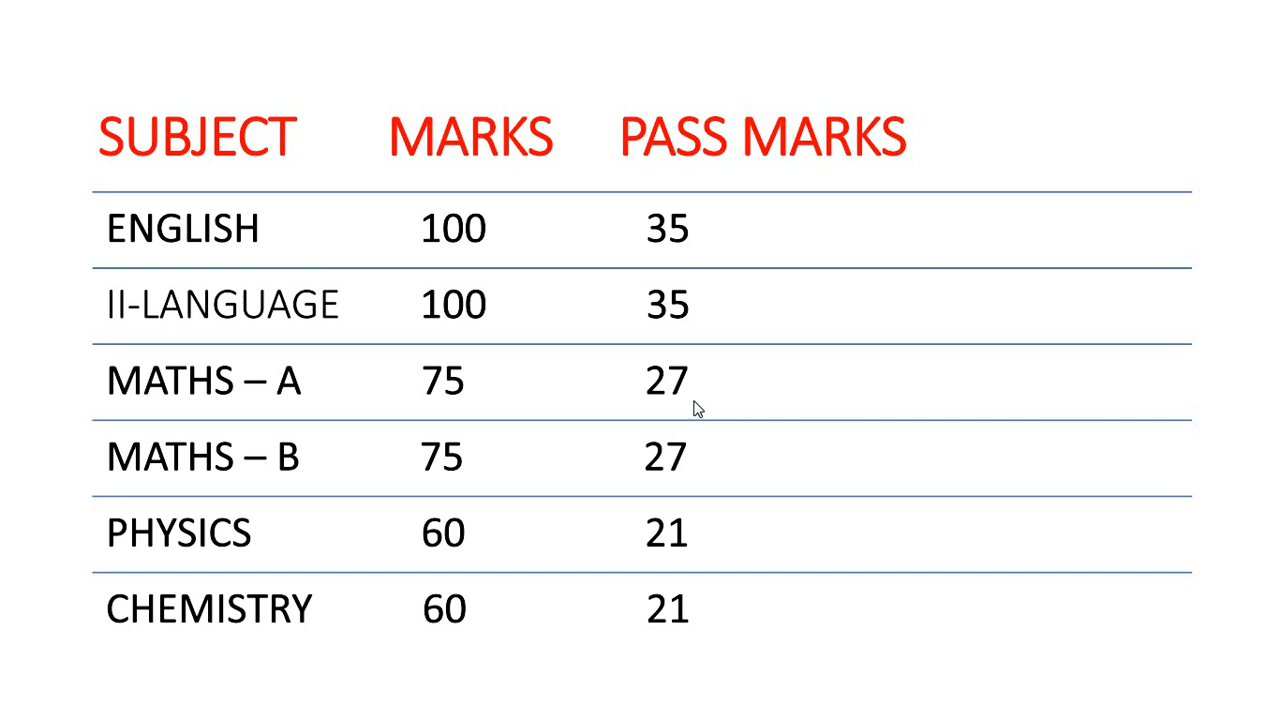 SUBJECT MARKS PASS MARKS
ENGLISH 100 35
II-LANGUAGE 100 35
MATHS – A 75 27
MATHS – B 75 27
PHYSICS 60 21
CHEMISTRY 60 21